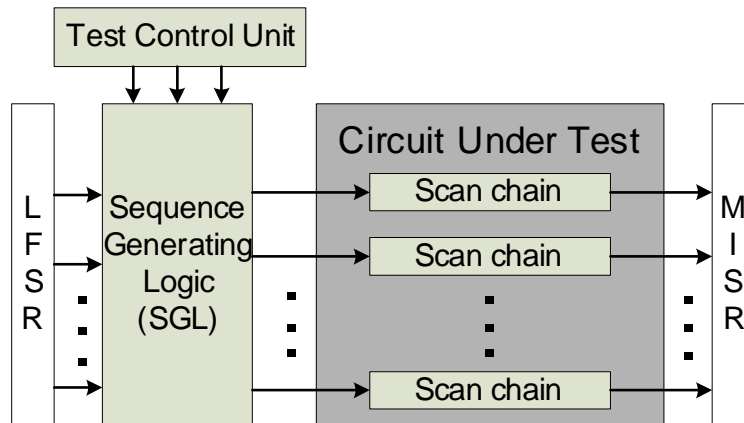 Test Control Unit
L
F
S
R
Sequence
Generating
Logic
(SGL)
Circuit Under Test
Scan chain
Scan chain
Scan chain
M
I
S
R